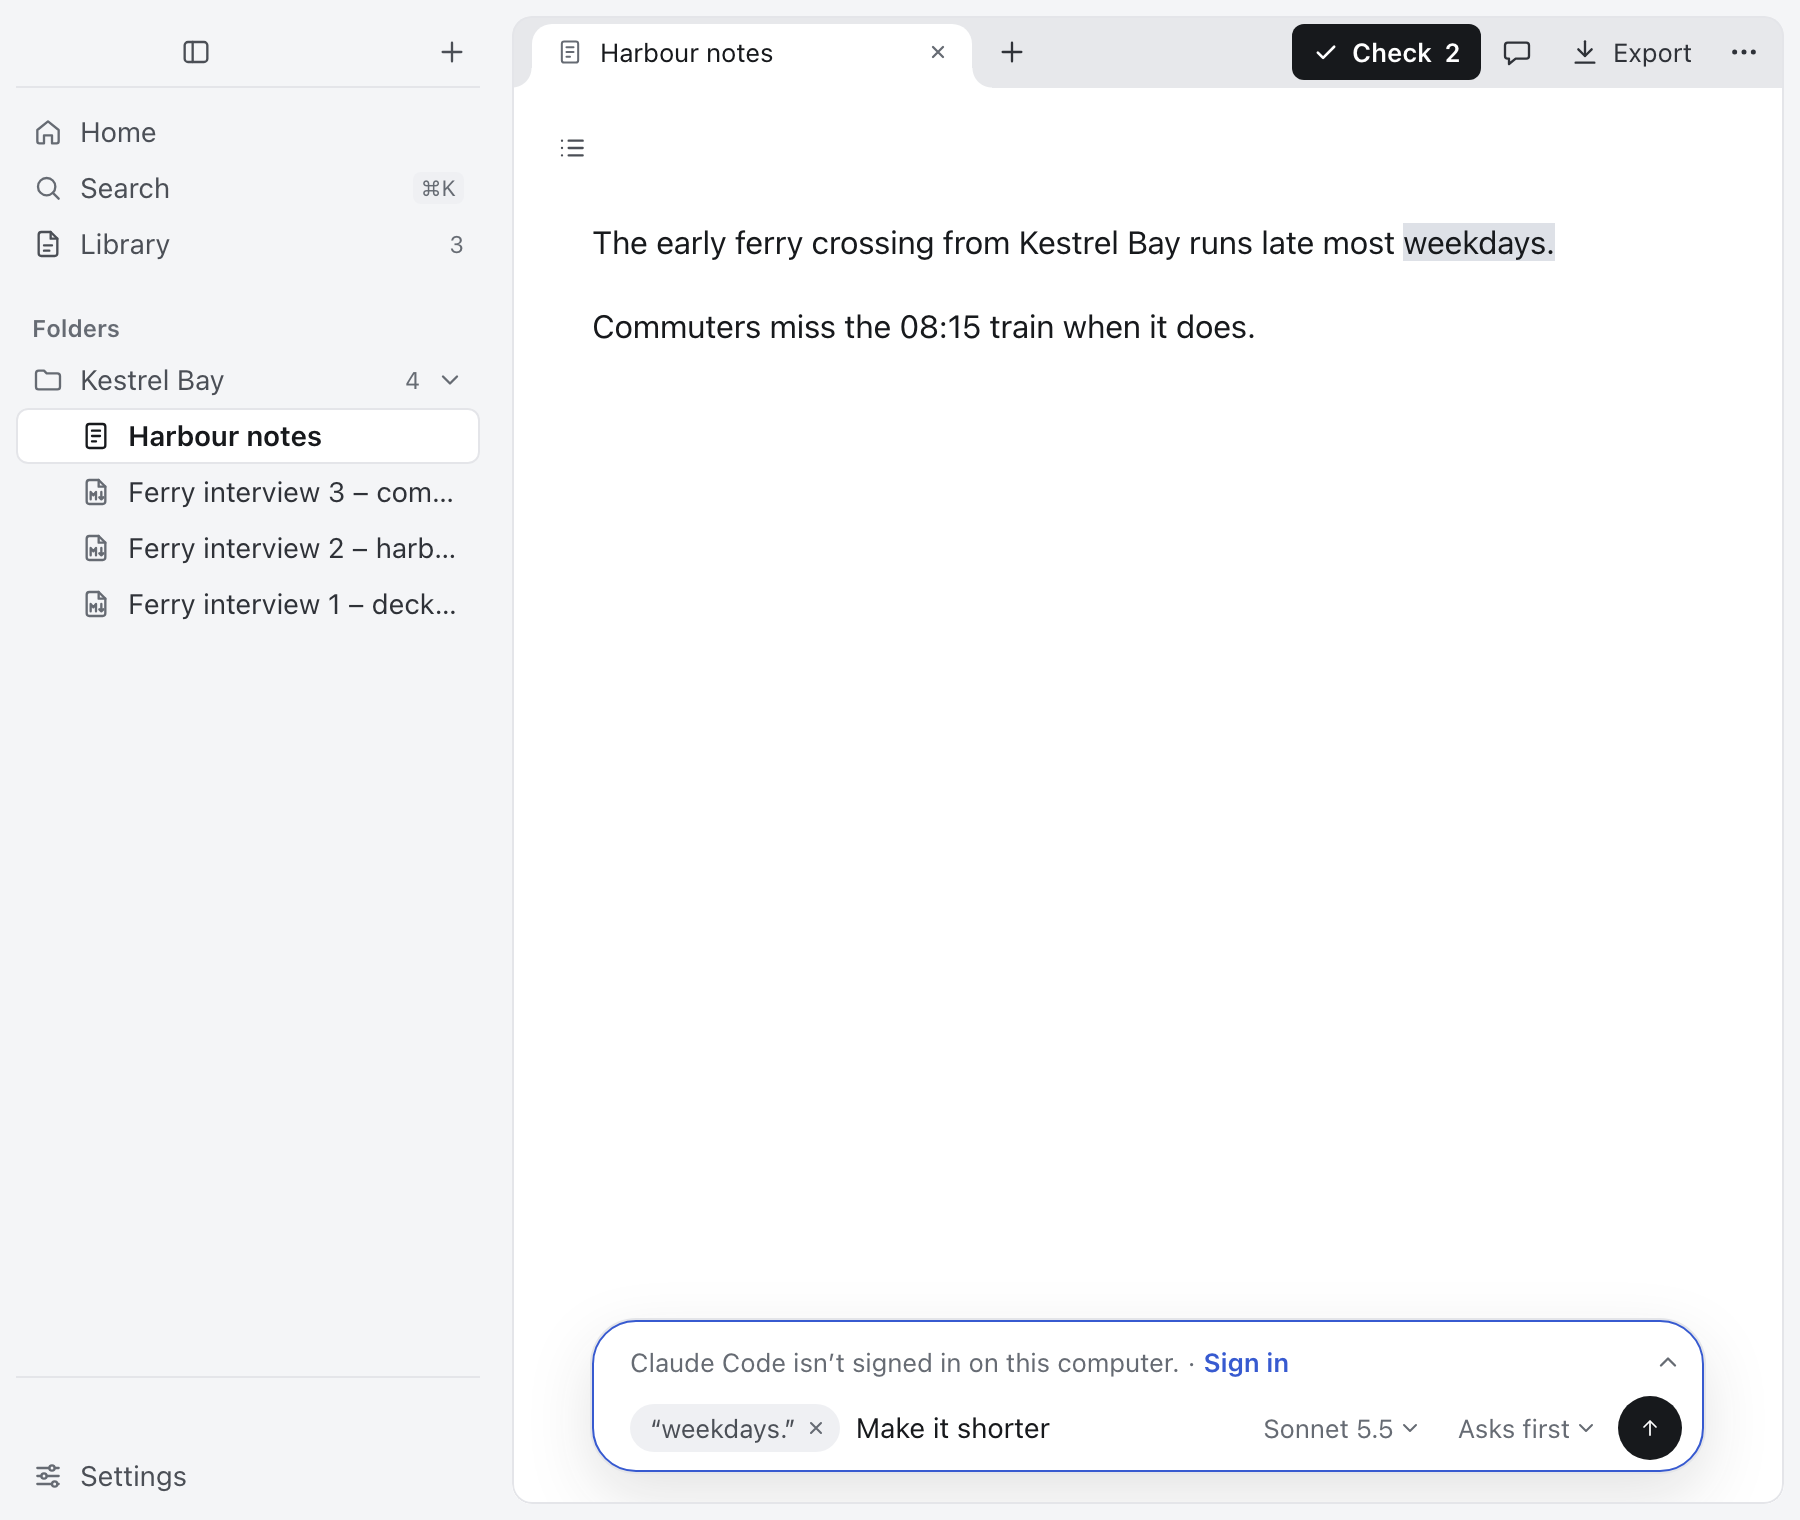 Harbour notes
Check 2
Export
Home
Search ⌘K
Library 3
Folders
Kestrel Bay 4
Harbour notes
Ferry interview 3 – com...
Ferry interview 2 – harb...
Ferry interview 1 – deck...
Settings
The early ferry crossing from Kestrel Bay runs late most weekdays.
Commuters miss the 08:15 train when it does.
Claude Code isn’t signed in on this computer. · Sign in
“weekdays.” Make it shorter Sonnet 5.5 Asks first